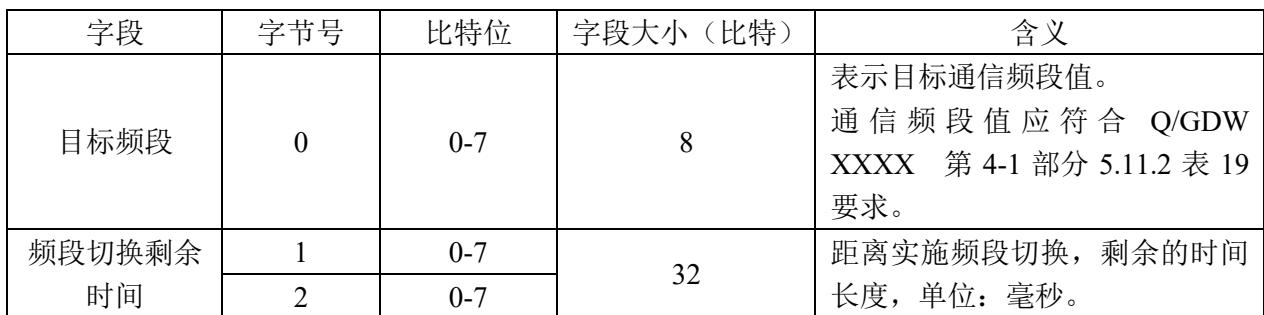 字段 字节号 比特位 字段大小（比特） 含义
目标频段 0 0-7 8 表示目标通信频段值。
通信频段值应符合 Q/GDW
XXXX 第 4-1 部分 5.11.2 表 19
要求。
频段切换剩余 1 0-7 32 距离实施频段切换，剩余的时间
时间 2 0-7 长度，单位：毫秒。